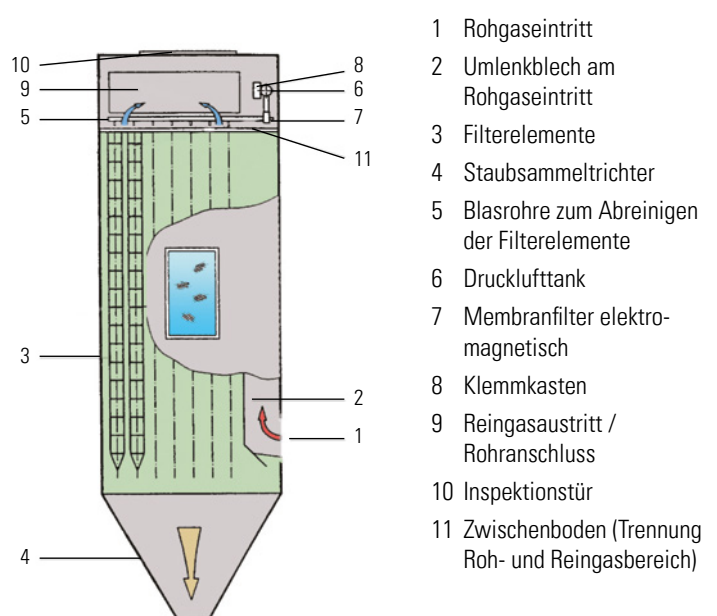 10
9
5
3
4
8
6
7
11
2
1
1 Rohgaseintritt
2 Umlenkblech am
Rohgaseintritt
3 Filterelemente
4 Staubsammeltrichter
5 Blasrohre zum Abreinigen
der Filterelemente
6 Drucklufttank
7 Membranfilter elektro-
magnetisch
8 Klemmkasten
9 Reingasaustritt /
Rohranschluss
10 Inspektionstür
11 Zwischenboden (Trennung
Roh- und Reingasbereich)